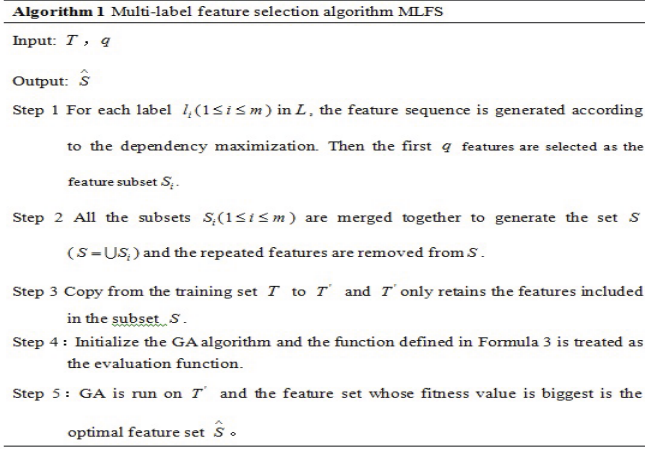 Algorithm 1 Multi-label feature selection algorithm MLFS
Input: T , q
Output: Ŝ
Step 1 For each label lᵢ(1≤i≤m) in L, the feature sequence is generated according
to the dependency maximization. Then the first q features are selected as the
feature subset Sᵢ.
Step 2 All the subsets Sᵢ(1≤i≤m) are merged together to generate the set S
(S=∪Sᵢ) and the repeated features are removed from S.
Step 3 Copy from the training set T to T' and T' only retains the features included
in the subset S.
Step 4: Initialize the GA algorithm and the function defined in Formula 3 is treated as
the evaluation function.
Step 5: GA is run on T' and the feature set whose fitness value is biggest is the
optimal feature set Ŝ。